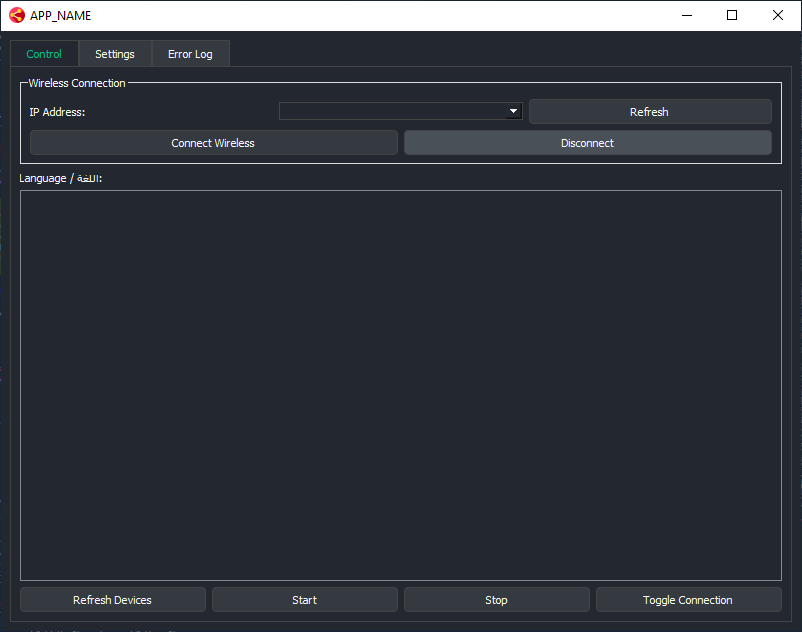 APP_NAME
Control Settings Error Log
Wireless Connection
IP Address: Refresh
Connect Wireless Disconnect
Language / اللغة:
Refresh Devices Start Stop Toggle Connection